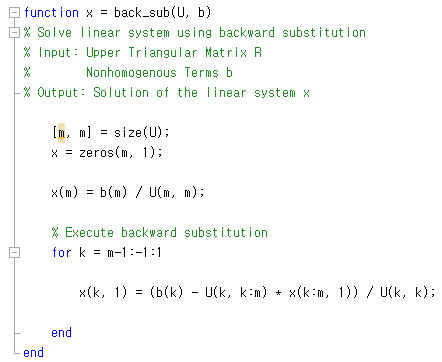 function x = back_sub(U, b)
% Solve linear system using backward substitution
% Input: Upper Triangular Matrix R
%        Nonhomogenous Terms b
% Output: Solution of the linear system x
[m, m] = size(U);
x = zeros(m, 1);
x(m) = b(m) / U(m, m);
% Execute backward substitution
for k = m-1:-1:1
x(k, 1) = (b(k) - U(k, k:m) * x(k:m, 1)) / U(k, k);
end
end